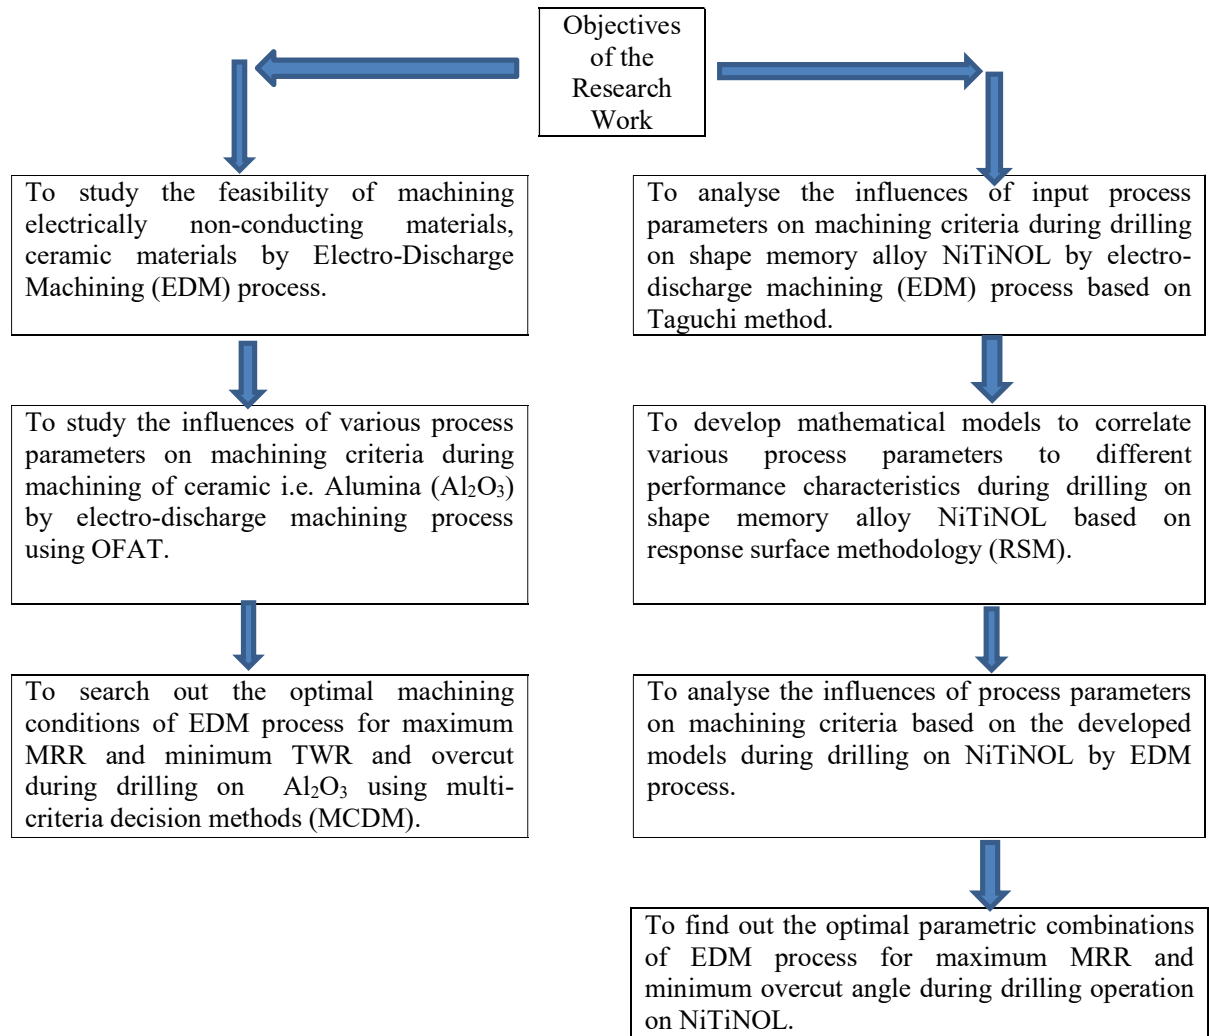 Objectives
of the
Research
Work
To study the feasibility of machining
electrically non-conducting materials,
ceramic materials by Electro-Discharge
Machining (EDM) process.
To study the influences of various process
parameters on machining criteria during
machining of ceramic i.e. Alumina (Al₂O₃)
by electro-discharge machining process
using OFAT.
To search out the optimal machining
conditions of EDM process for maximum
MRR and minimum TWR and overcut
during drilling on Al₂O₃ using multi-
criteria decision methods (MCDM).
To analyse the influences of input process
parameters on machining criteria during drilling
on shape memory alloy NiTiNOL by electro-
discharge machining (EDM) process based on
Taguchi method.
To develop mathematical models to correlate
various process parameters to different
performance characteristics during drilling on
shape memory alloy NiTiNOL based on
response surface methodology (RSM).
To analyse the influences of process parameters
on machining criteria based on the developed
models during drilling on NiTiNOL by EDM
process.
To find out the optimal parametric combinations
of EDM process for maximum MRR and
minimum overcut angle during drilling operation
on NiTiNOL.